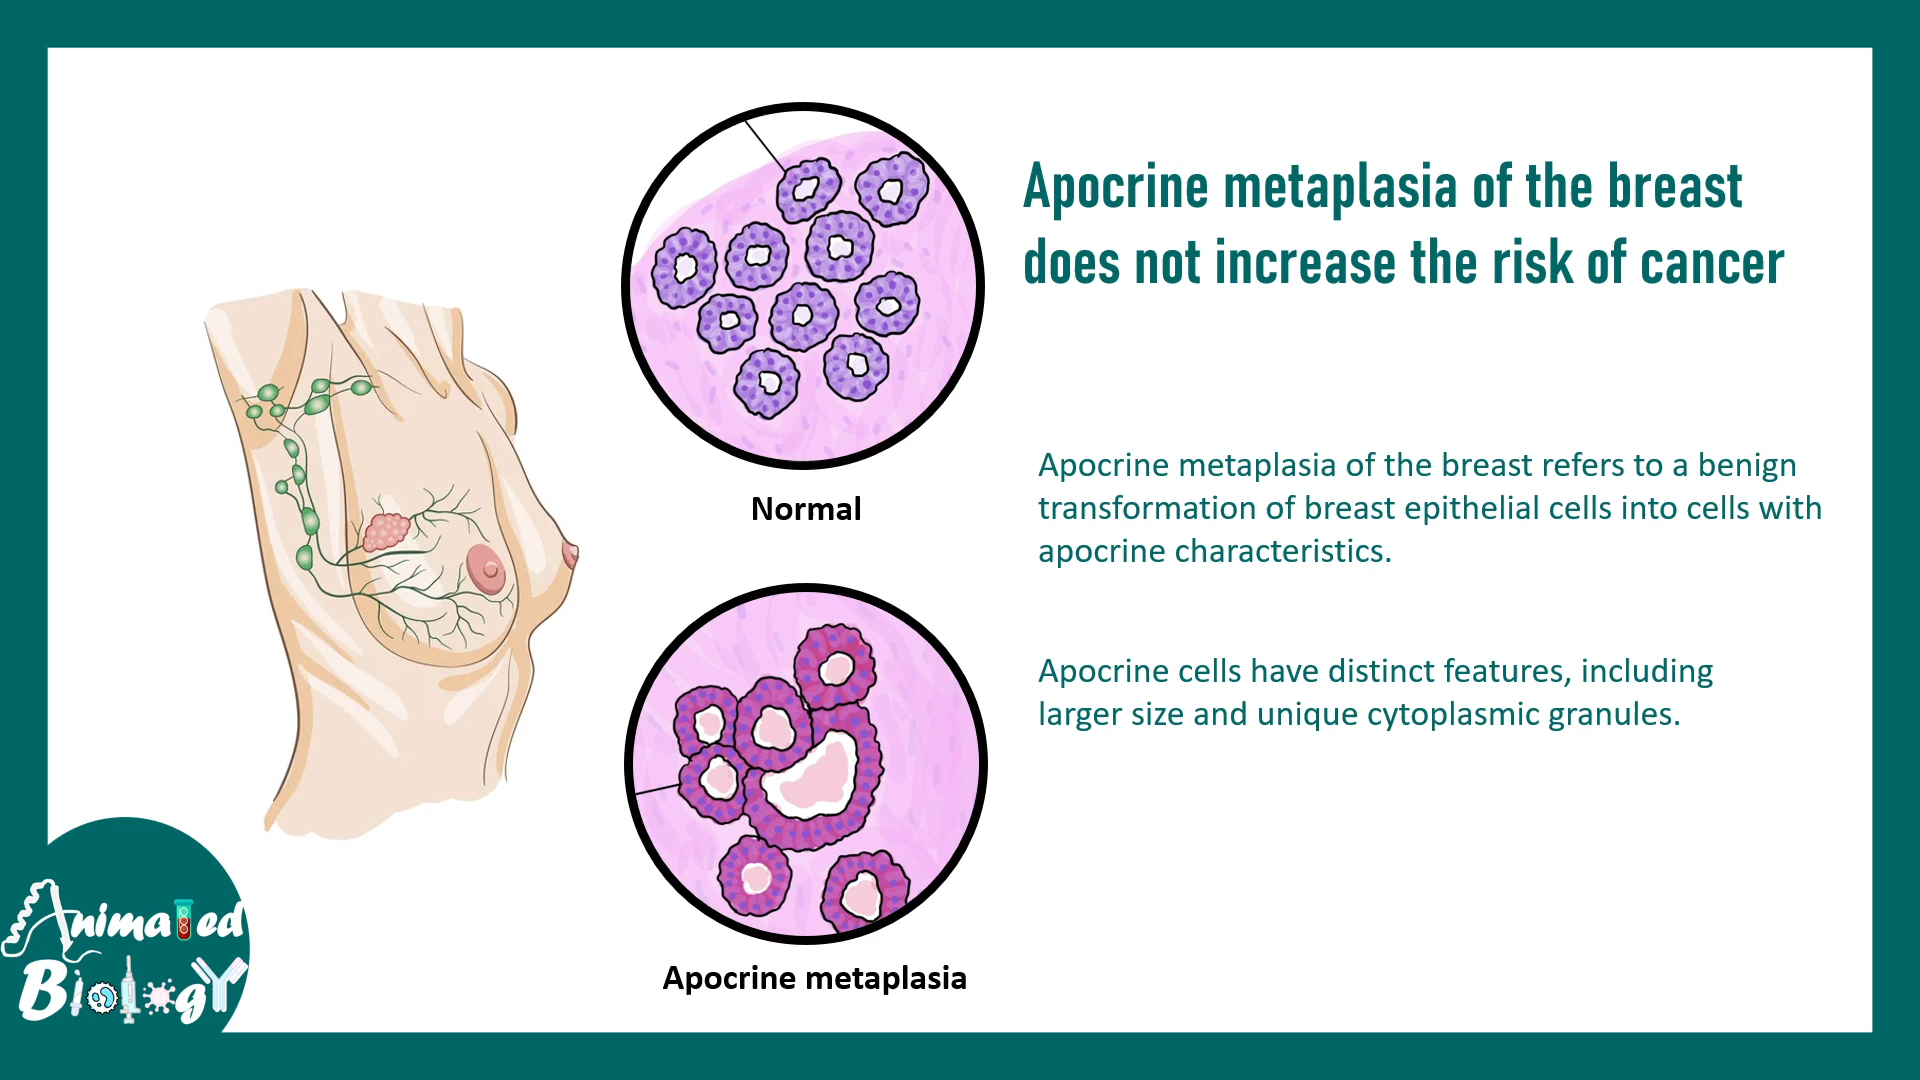 Apocrine metaplasia of the breast
does not increase the risk of cancer
Normal
Apocrine metaplasia of the breast refers to a benign
transformation of breast epithelial cells into cells with
apocrine characteristics.
Apocrine cells have distinct features, including
larger size and unique cytoplasmic granules.
Apocrine metaplasia
Animated
Biology